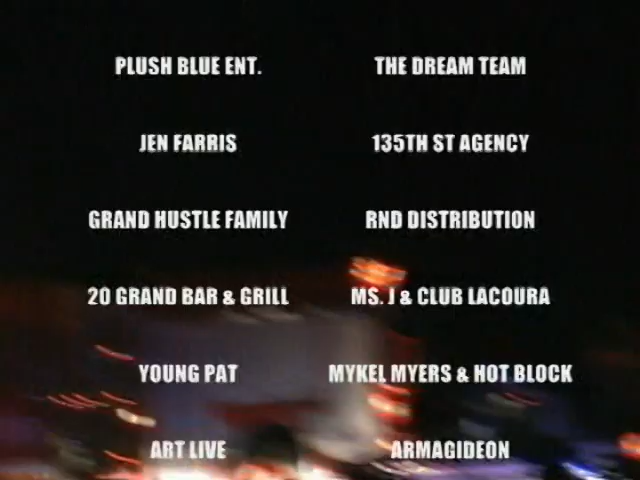 PLUSH BLUE ENT.
THE DREAM TEAM
JEN FARRIS
135TH ST AGENCY
GRAND HUSTLE FAMILY
RND DISTRIBUTION
20 GRAND BAR & GRILL
MS. J & CLUB LACOURA
YOUNG PAT
MYKEL MYERS & HOT BLOCK
ART LIVE
ARMAGIDEON